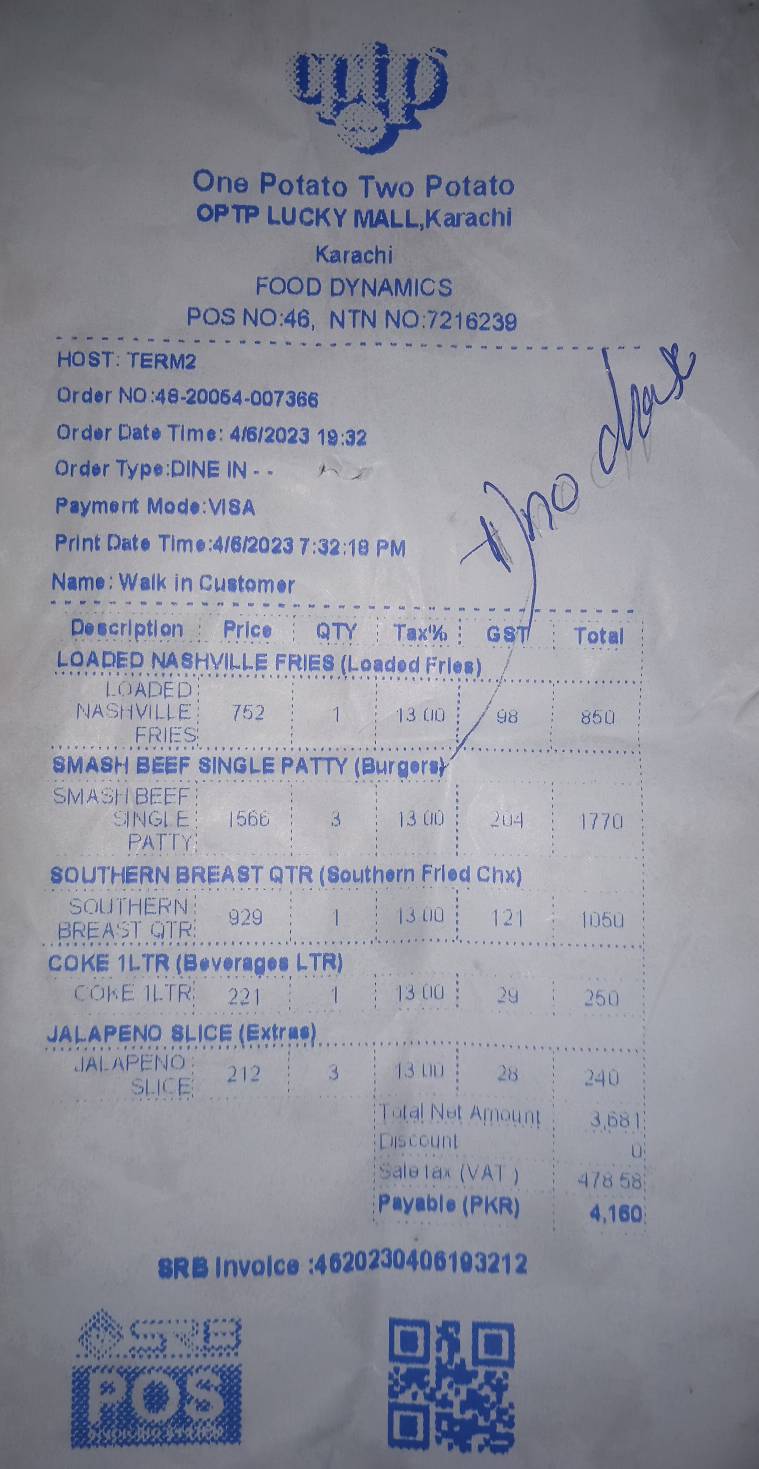 optp
One Potato Two Potato
OPTP LUCKY MALL,Karachi
Karachi
FOOD DYNAMICS
POS NO:46, NTN NO:7216239
HOST: TERM2
Order NO:48-20054-007366
Order Date Time: 4/6/2023 19:32
Order Type:DINE IN - -
Payment Mode:VISA
Print Date Time:4/6/2023 7:32:18 PM
Name: Walk in Customer
1) no
Description Price QTY Tax% GST Total
LOADED NASHVILLE FRIES (Loaded Fries)
LOADED
NASHVILLE 752 1 13.00 98 850
FRIES
SMASH BEEF SINGLE PATTY (Burgers)
SMASH BEEF
SINGLE 1566 3 13.00 204 1770
PATTY
SOUTHERN BREAST QTR (Southern Fried Chx)
SOUTHERN
BREAST QTR 929 1 13.00 121 1050
COKE 1LTR (Beverages LTR)
COKE 1LTR 221 1 13.00 29 250
JALAPENO SLICE (Extras)
JALAPENO
SLICE 212 3 13.00 28 240
Total Net Amount 3,681
Discount 0
Sale tax (VAT ) 478.58
Payable (PKR) 4,160
SRB Invoice :4620230406193212
SRB
POS